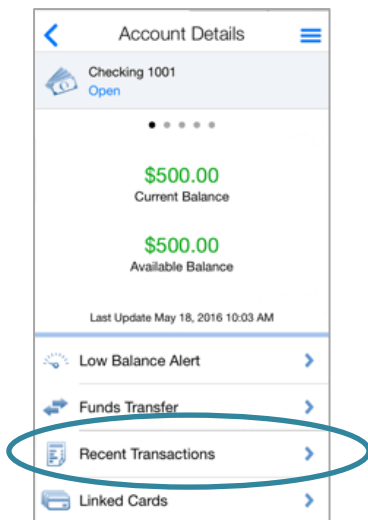 Account Details
Checking 1001
Open
$500.00
Current Balance
$500.00
Available Balance
Last Update May 18, 2016 10:03 AM
Low Balance Alert
Funds Transfer
Recent Transactions
Linked Cards